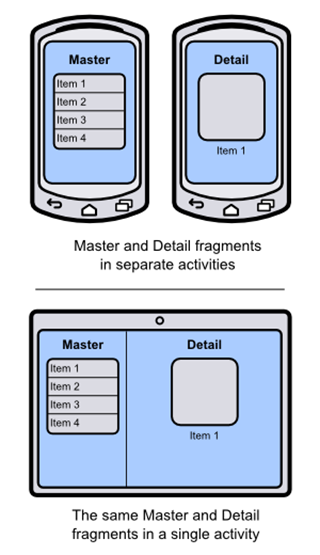 Master
Item 1
Item 2
Item 3
Item 4
Detail
Item 1
Master and Detail fragments
in separate activities
Master
Item 1
Item 2
Item 3
Item 4
Detail
Item 1
The same Master and Detail
fragments in a single activity